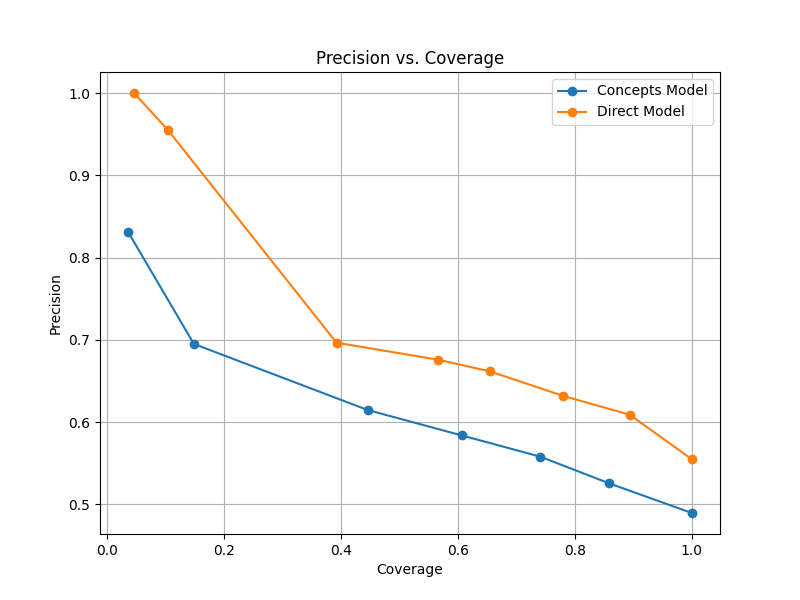 Precision vs. Coverage
Concepts Model
Direct Model
1.0
0.9
0.8
0.7
0.6
0.5
Precision
0.0 0.2 0.4 0.6 0.8 1.0
Coverage